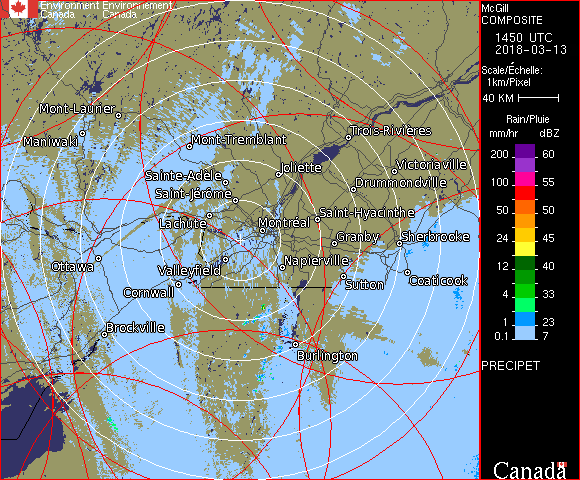 Environment Environnement
Canada Canada
McGill
COMPOSITE
1450 UTC
2018-03-13
Scale/Échelle:
1km/Pixel
40 KM
Rain/Pluie
mm/hr dBZ
200 60
100 55
50 50
24 45
12 40
4 33
1 23
0.1 7
PRECIPET
Canada
Mont-Laurier
Maniwaki
Mont-Tremblant
Trois-Rivières
Joliette
Victoriaville
Sainte-Adèle
Drummondville
Saint-Jérôme
Saint-Hyacinthe
Lachute
Montréal
Granby
Sherbrooke
Ottawa
Valleyfield
Napierville
Sutton
Coaticook
Cornwall
Brockville
Burlington